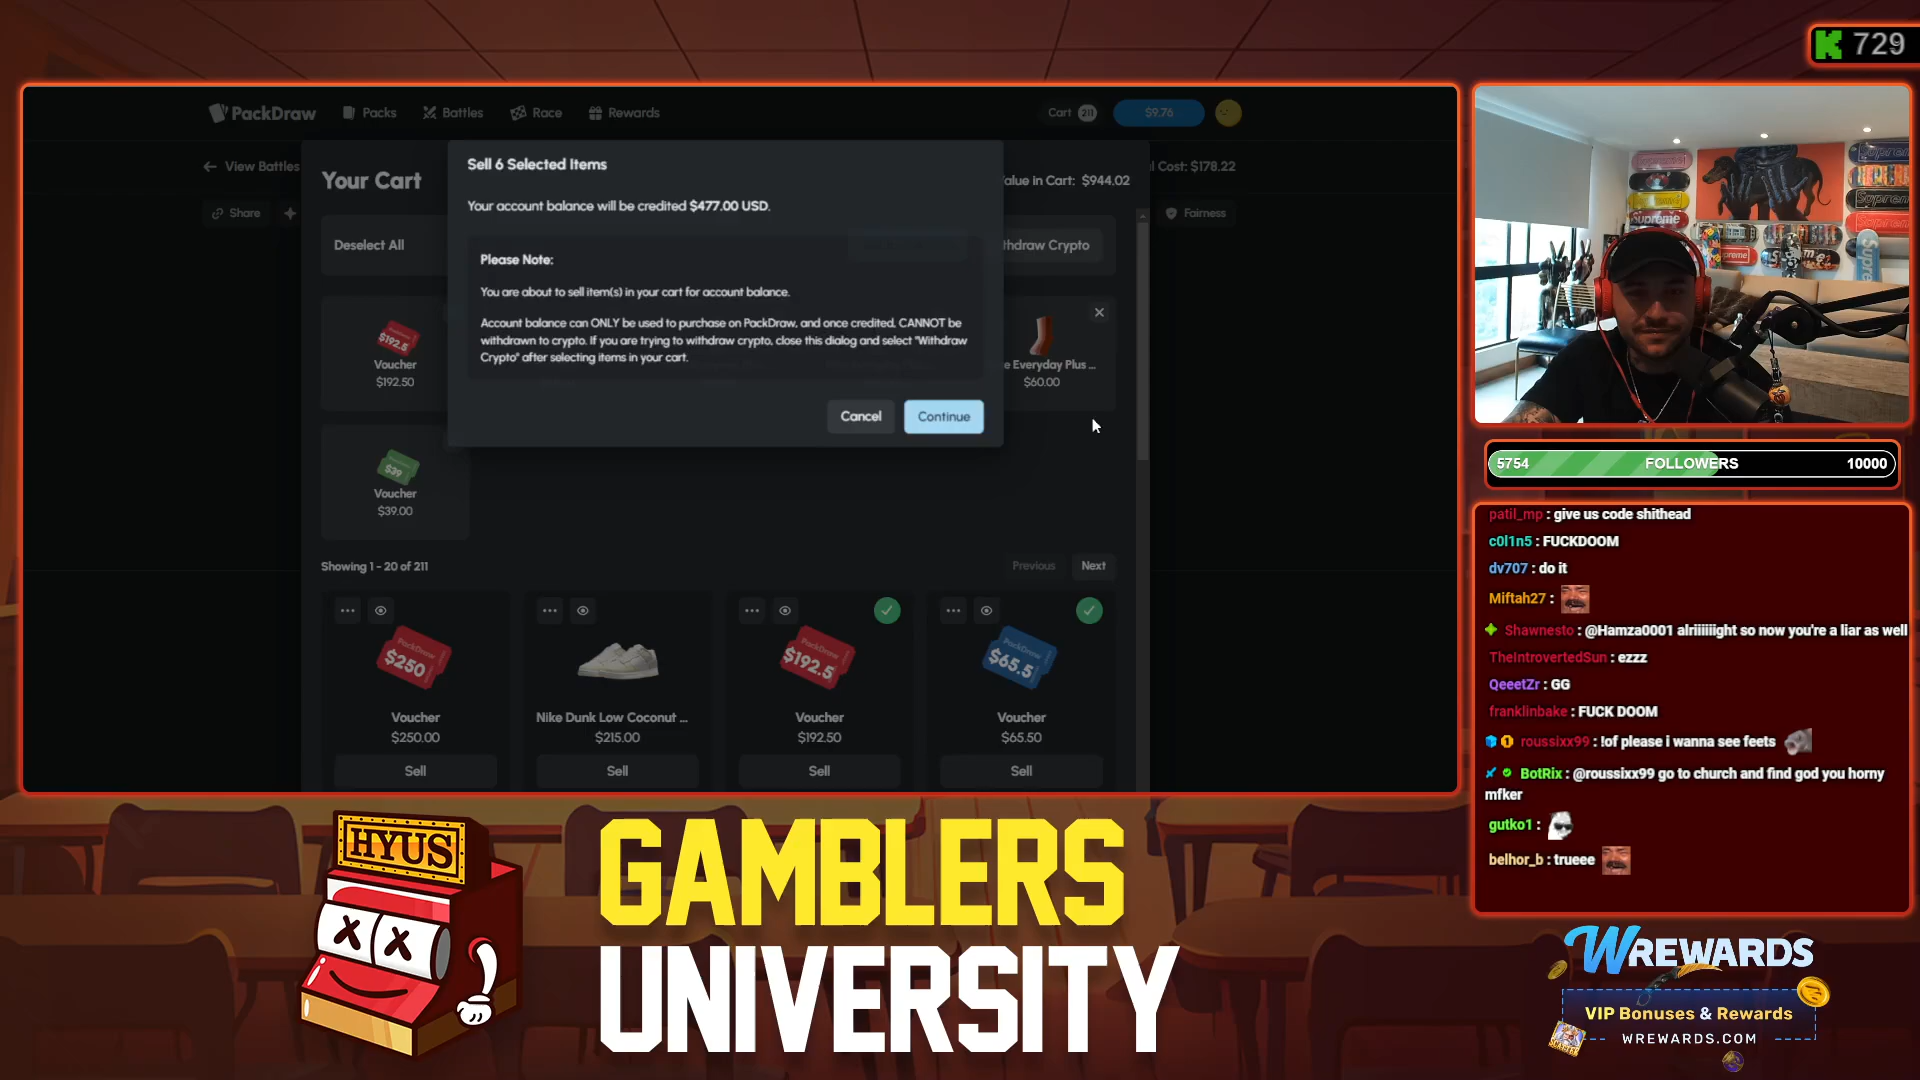 729
PackDraw
Packs
Battles
Race
Rewards
Cart
211
$9.76
View Battles
l Cost: $178.22
Share
Fairness
Your Cart
alue in Cart: $944.02
Deselect All
thdraw Crypto
Sell 6 Selected Items
Your account balance will be credited $477.00 USD.
Please Note:
You are about to sell item(s) in your cart for account balance.
Account balance can ONLY be used to purchase on PackDraw, and once credited, CANNOT be
withdrawn to crypto. If you are trying to withdraw crypto, close this dialog and select "Withdraw
Crypto" after selecting items in your cart.
Cancel
Continue
$192.5
Voucher
$192.50
e Everyday Plus ...
$60.00
$39
Voucher
$39.00
Showing 1 - 20 of 211
Previous
Next
PackDraw
$250
Voucher
$250.00
Sell
Nike Dunk Low Coconut ...
$215.00
Sell
PackDraw
$192.5
Voucher
$192.50
Sell
PackDraw
$65.5
Voucher
$65.50
Sell
Supreme
5754
FOLLOWERS
10000
patil_mp : give us code shithead
c0l1n5 : FUCKDOOM
dv707 : do it
Miftah27 :
Shawnesto : @Hamza0001 alriiiiiight so now you're a liar as well
TheIntrovertedSun : ezzz
QeeetZr : GG
franklinbake : FUCK DOOM
roussixx99 : !of please i wanna see feets
BotRix : @roussixx99 go to church and find god you horny
mfker
gutko1 :
belhor_b : trueee
HYUS
X X
GAMBLERS
UNIVERSITY
WREWARDS
VIP Bonuses & Rewards
WREWARDS.COM